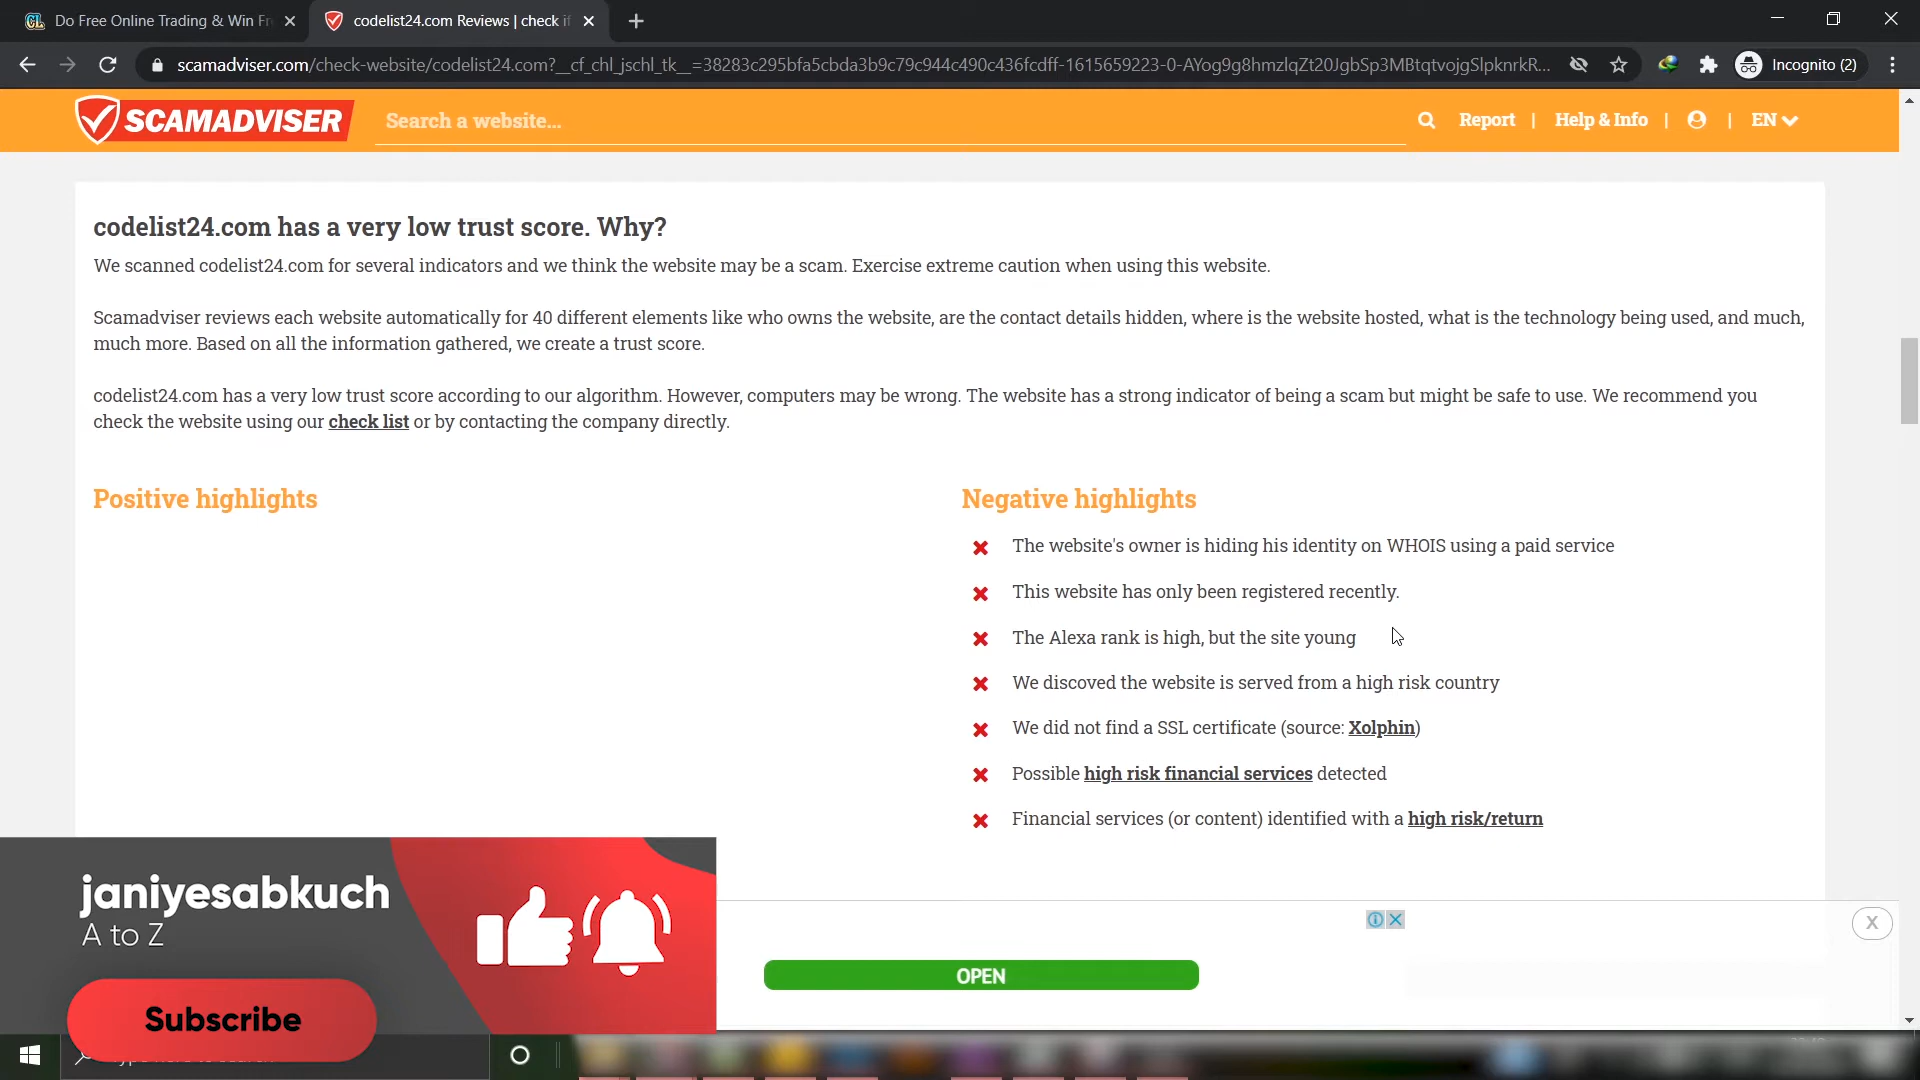 Do Free Online Trading & Win Fr
codelist24.com Reviews | check if
scamadviser.com/check-website/codelist24.com?__cf_chl_jschl_tk__=38283c295bfa5cbda3b9c79c944c490c436fcdff-1615659223-0-AYog9g8hmzlqZt20JgbSp3MBtqtvojgSlpknrkR...
Incognito (2)
SCAMADVISER
Search a website...
Report | Help & Info | | EN
codelist24.com has a very low trust score. Why?
We scanned codelist24.com for several indicators and we think the website may be a scam. Exercise extreme caution when using this website.
Scamadviser reviews each website automatically for 40 different elements like who owns the website, are the contact details hidden, where is the website hosted, what is the technology being used, and much,
much more. Based on all the information gathered, we create a trust score.
codelist24.com has a very low trust score according to our algorithm. However, computers may be wrong. The website has a strong indicator of being a scam but might be safe to use. We recommend you
check the website using our check list or by contacting the company directly.
Positive highlights
Negative highlights
The website's owner is hiding his identity on WHOIS using a paid service
This website has only been registered recently.
The Alexa rank is high, but the site young
We discovered the website is served from a high risk country
We did not find a SSL certificate (source: Xolphin)
Possible high risk financial services detected
Financial services (or content) identified with a high risk/return
janiyesabkuch
A to Z
Subscribe
OPEN
X